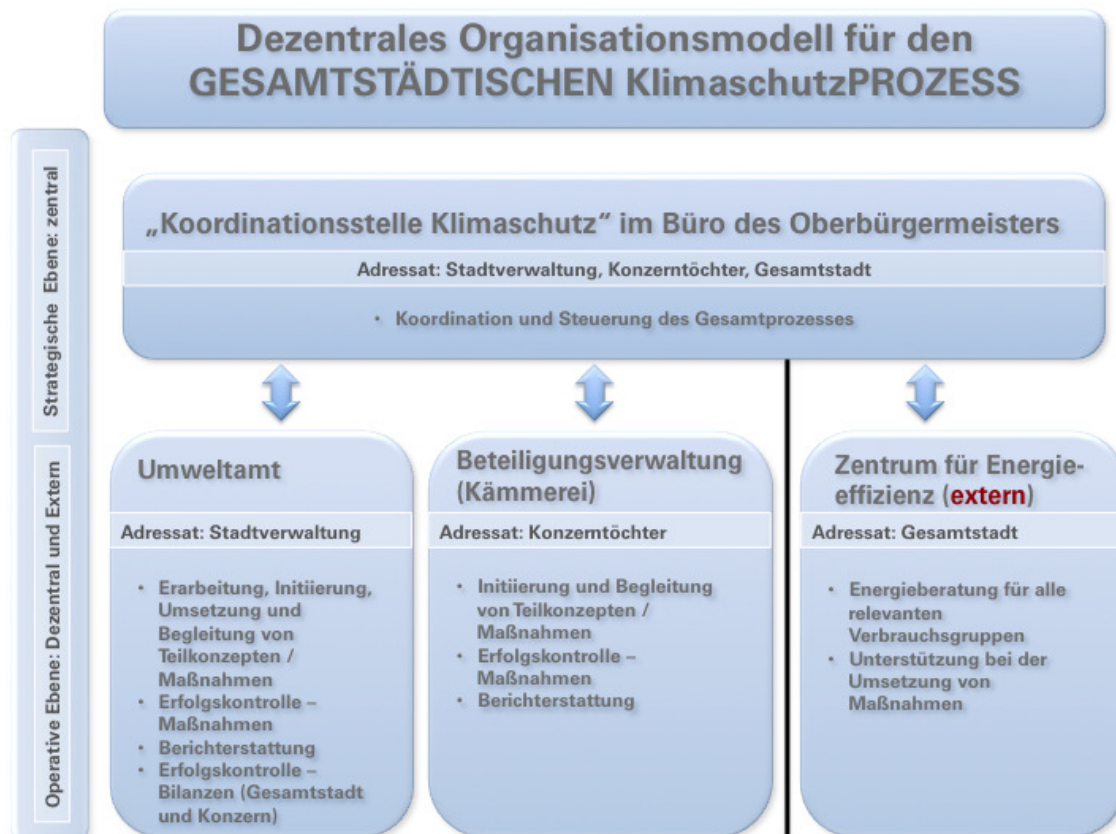 Dezentrales Organisationsmodell für den
GESAMTSTÄDTISCHEN KlimaschutzPROZESS
Strategische Ebene: zentral
„Koordinationsstelle Klimaschutz“ im Büro des Oberbürgermeisters
Adressat: Stadtverwaltung, Konzerntöchter, Gesamtstadt
• Koordination und Steuerung des Gesamtprozesses
Operative Ebene: Dezentral und Extern
Umweltamt
Adressat: Stadtverwaltung
• Erarbeitung, Initiierung,
Umsetzung und
Begleitung von
Teilkonzepten /
Maßnahmen
• Erfolgskontrolle –
Maßnahmen
• Berichterstattung
• Erfolgskontrolle –
Bilanzen (Gesamtstadt
und Konzern)
Beteiligungsverwaltung
(Kämmerei)
Adressat: Konzerntöchter
• Initiierung und Begleitung
von Teilkonzepten /
Maßnahmen
• Erfolgskontrolle –
Maßnahmen
• Berichterstattung
Zentrum für Energie-
effizienz (extern)
Adressat: Gesamtstadt
• Energieberatung für alle
relevanten
Verbrauchsgruppen
• Unterstützung bei der
Umsetzung von
Maßnahmen